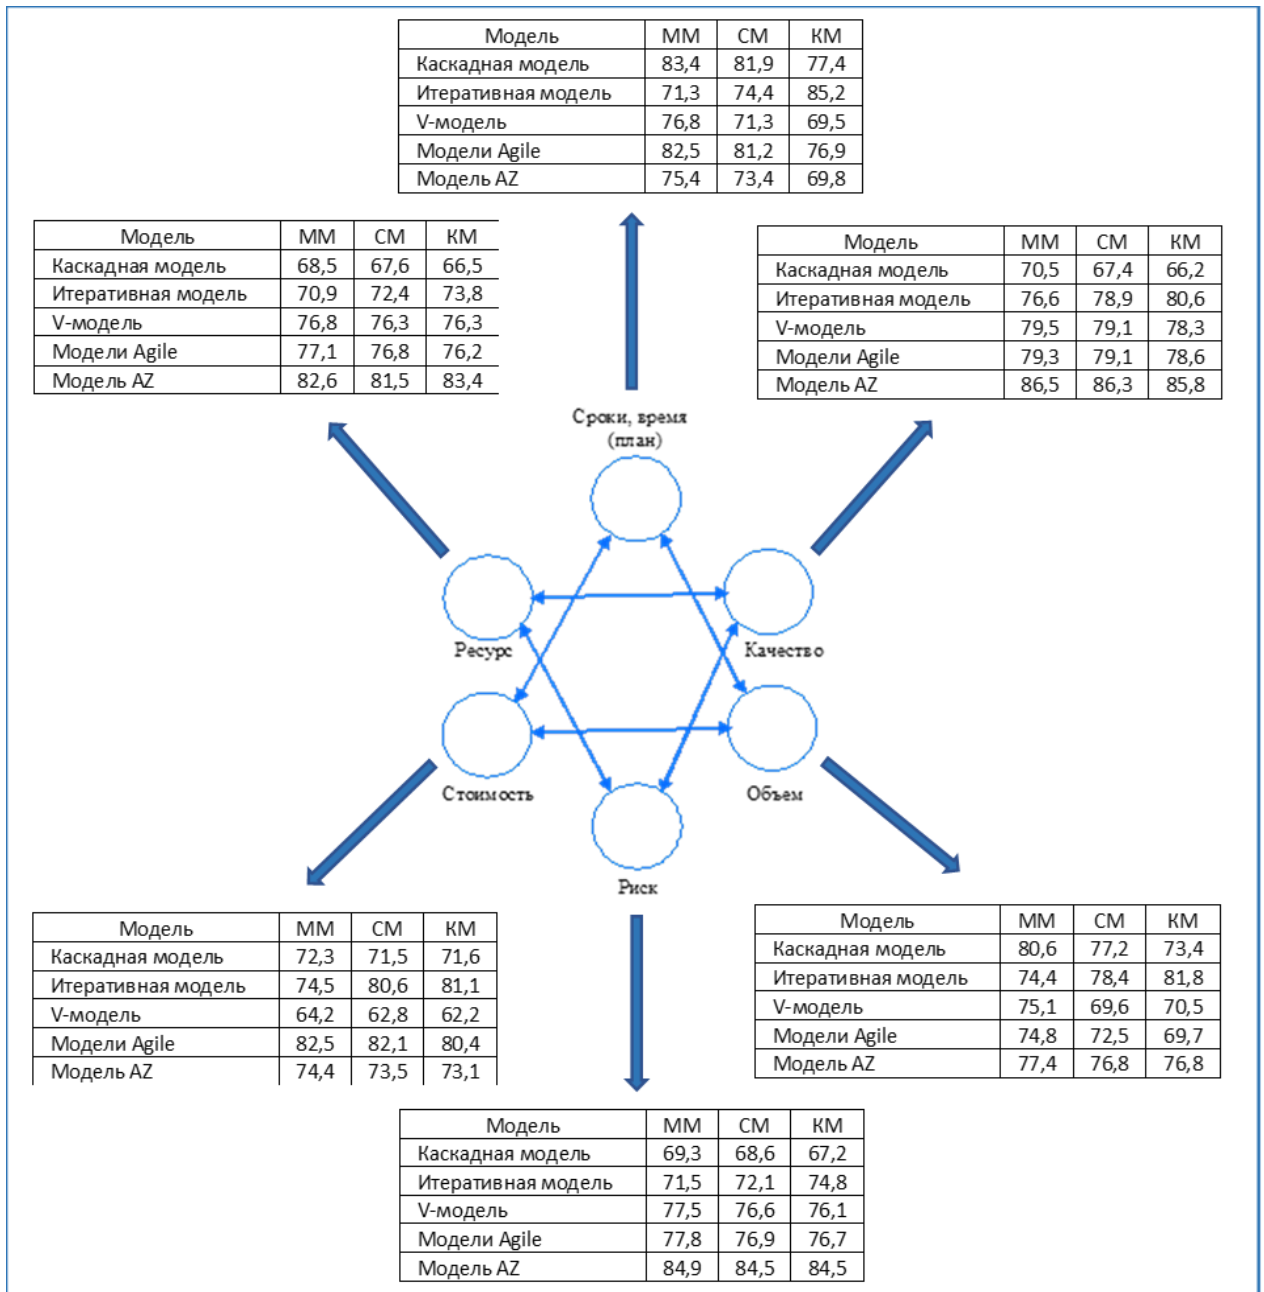 Модель ММ СМ КМ
Каскадная модель 83,4 81,9 77,4
Итеративная модель 71,3 74,4 85,2
V-модель 76,8 71,3 69,5
Модели Agile 82,5 81,2 76,9
Модель AZ 75,4 73,4 69,8
Модель ММ СМ КМ
Каскадная модель 68,5 67,6 66,5
Итеративная модель 70,9 72,4 73,8
V-модель 76,8 76,3 76,3
Модели Agile 77,1 76,8 76,2
Модель AZ 82,6 81,5 83,4
Модель ММ СМ КМ
Каскадная модель 70,5 67,4 66,2
Итеративная модель 76,6 78,9 80,6
V-модель 79,5 79,1 78,3
Модели Agile 79,3 79,1 78,6
Модель AZ 86,5 86,3 85,8
Сроки, время
(план)
Ресурс
Качество
Стоимость
Объем
Риск
Модель ММ СМ КМ
Каскадная модель 72,3 71,5 71,6
Итеративная модель 74,5 80,6 81,1
V-модель 64,2 62,8 62,2
Модели Agile 82,5 82,1 80,4
Модель AZ 74,4 73,5 73,1
Модель ММ СМ КМ
Каскадная модель 80,6 77,2 73,4
Итеративная модель 74,4 78,4 81,8
V-модель 75,1 69,6 70,5
Модели Agile 74,8 72,5 69,7
Модель AZ 77,4 76,8 76,8
Модель ММ СМ КМ
Каскадная модель 69,3 68,6 67,2
Итеративная модель 71,5 72,1 74,8
V-модель 77,5 76,6 76,1
Модели Agile 77,8 76,9 76,7
Модель AZ 84,9 84,5 84,5